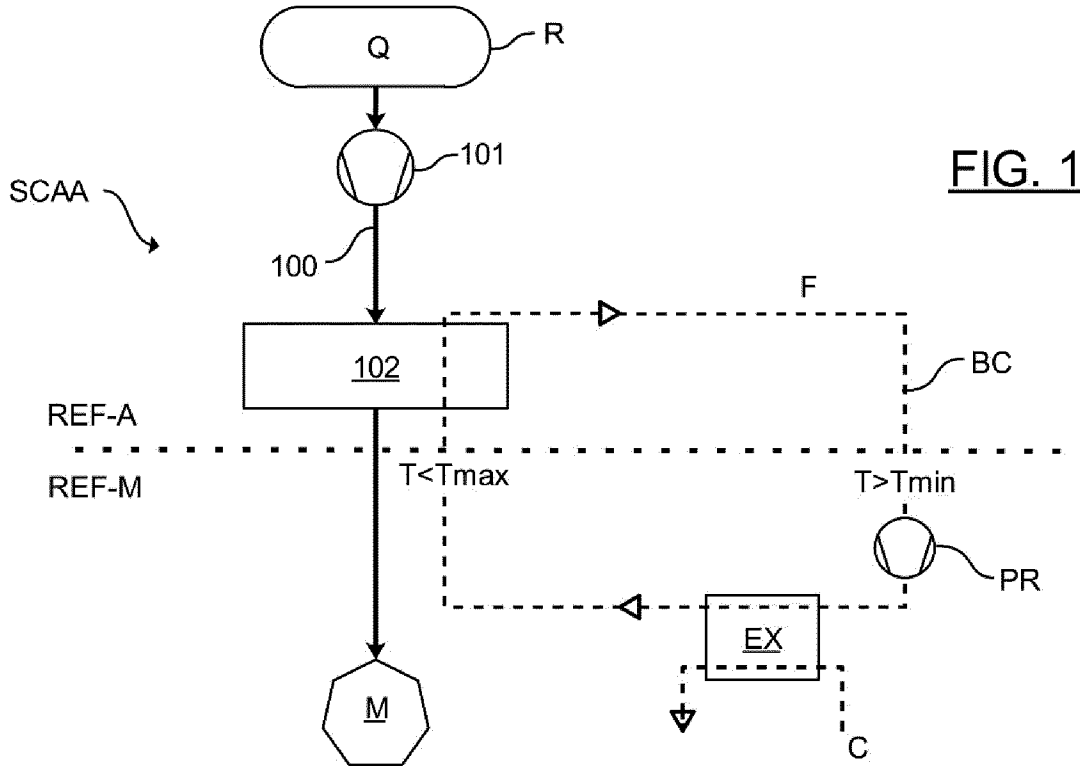 Q
R
101
FIG. 1
SCAA
100
F
102
BC
REF-A
T<Tmax
T>Tmin
REF-M
PR
EX
M
C